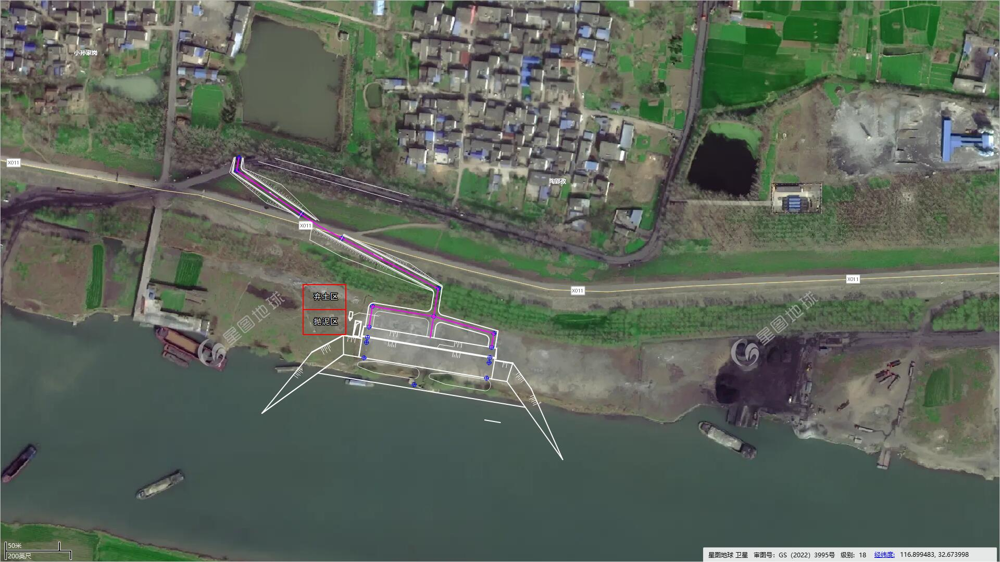 小孙家岗
X011
陶郢孜
X011
X011
X011
弃土区
抛泥区
星图地球
星图地球
50米
200英尺
星图地球 卫星 审图号: GS (2022) 3995号 级别: 18 经纬度: 116.899483, 32.673998